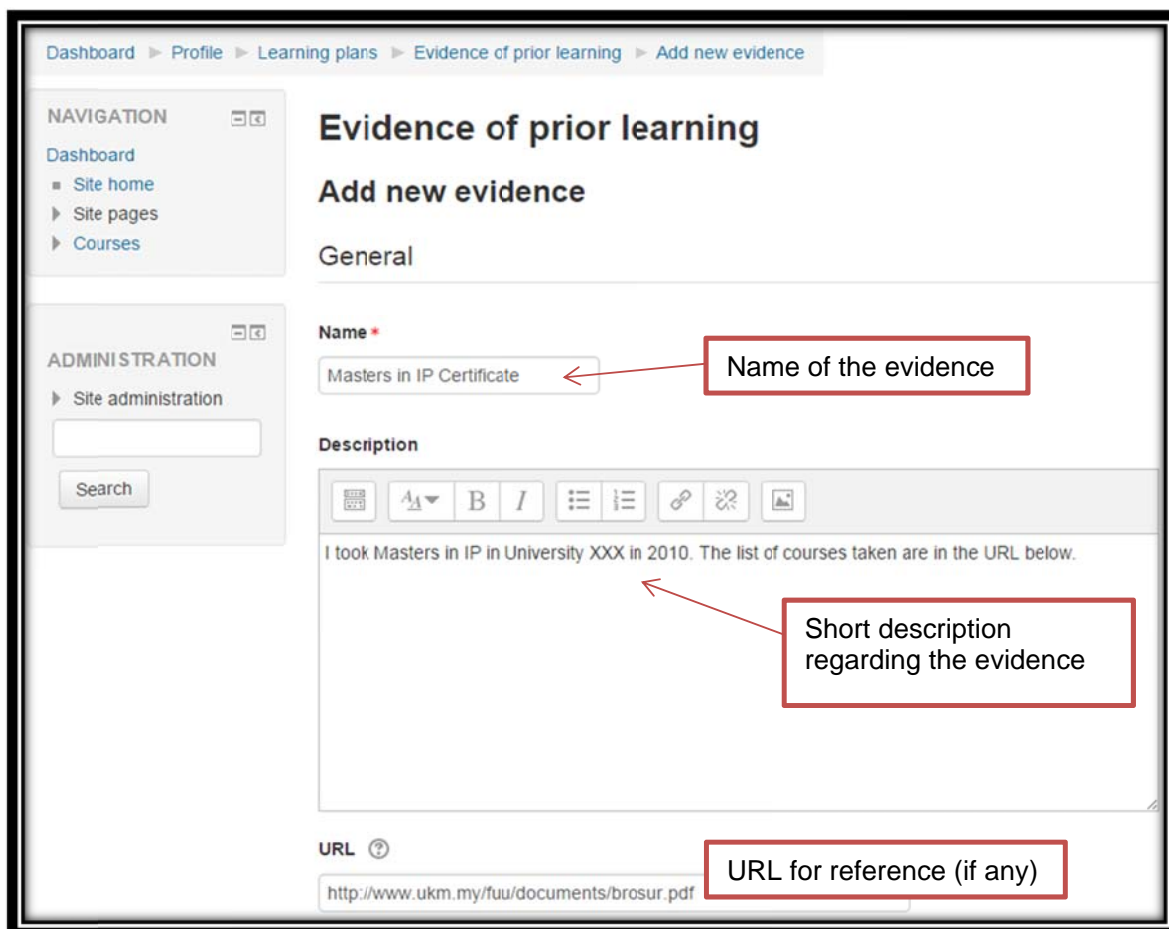 Dashboard ► Profile ► Learning plans ► Evidence of prior learning ► Add new evidence
NAVIGATION
Dashboard
Site home
Site pages
Courses
ADMINISTRATION
Site administration
Search
Evidence of prior learning
Add new evidence
General
Name*
Masters in IP Certificate
Name of the evidence
Description
B I
I took Masters in IP in University XXX in 2010. The list of courses taken are in the URL below.
Short description
regarding the evidence
URL ?
URL for reference (if any)
http://www.ukm.my/fuu/documents/brosur.pdf